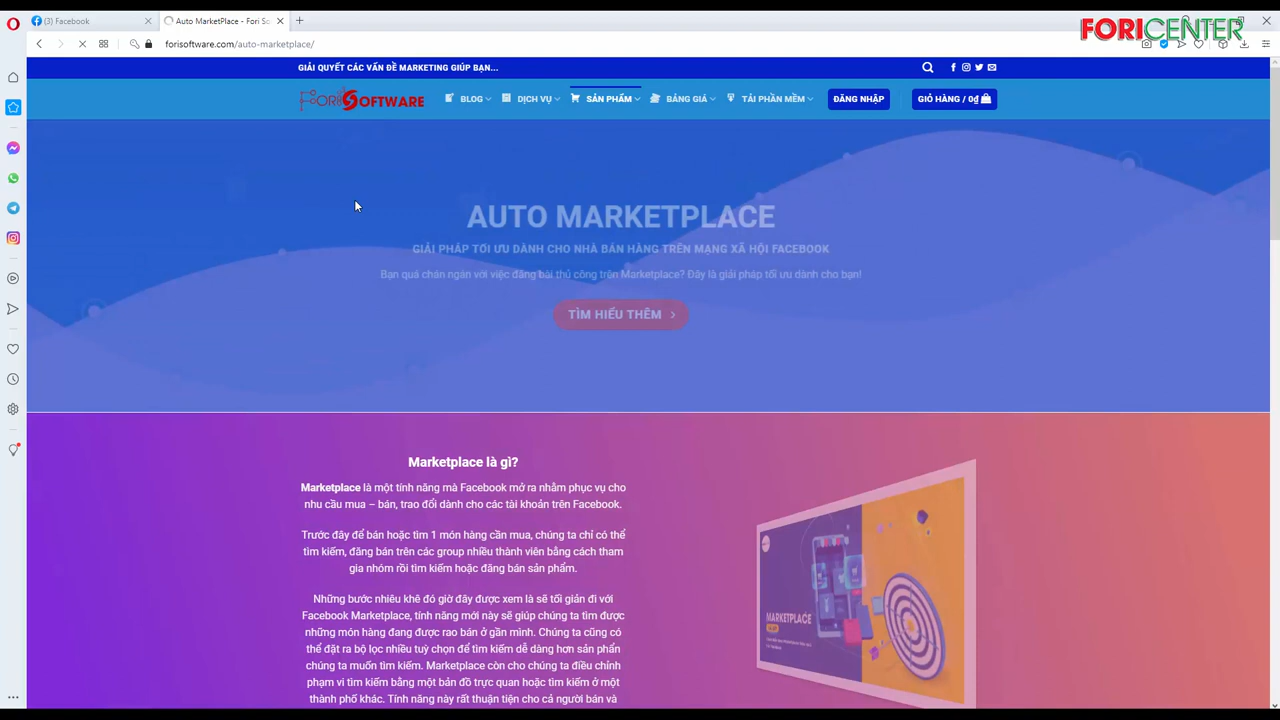 (3) Facebook
Auto MarketPlace - Fori So
FORICENTER
forisoftware.com/auto-marketplace/
GIẢI QUYẾT CÁC VẤN ĐỀ MARKETING GIÚP BẠN...
FORISOFTWARE
BLOG
DỊCH VỤ
SẢN PHẨM
BẢNG GIÁ
TẢI PHẦN MỀM
ĐĂNG NHẬP
GIỎ HÀNG / 0₫
AUTO MARKETPLACE
GIẢI PHÁP TỐI ƯU DÀNH CHO NHÀ BÁN HÀNG TRÊN MẠNG XÃ HỘI FACEBOOK
Bạn quá chán ngán với việc đăng bài thủ công trên Marketplace? Đây là giải pháp tối ưu dành cho bạn!
TÌM HIỂU THÊM
Marketplace là gì?
Marketplace là một tính năng mà Facebook mở ra nhằm phục vụ cho
nhu cầu mua – bán, trao đổi dành cho các tài khoản trên Facebook.
Trước đây để bán hoặc tìm 1 món hàng cần mua, chúng ta chỉ có thể
tìm kiếm, đăng bán trên các group nhiều thành viên bằng cách tham
gia nhóm rồi tìm kiếm hoặc đăng bán sản phẩm.
Những bước nhiêu khê đó giờ đây được xem là sẽ tối giản đi với
Facebook Marketplace, tính năng mới này sẽ giúp chúng ta tìm được
những món hàng đang được rao bán ở gần mình. Chúng ta cũng có
thể đặt ra bộ lọc nhiều tuỳ chọn để tìm kiếm dễ dàng hơn sản phẩn
chúng ta muốn tìm kiếm. Marketplace còn cho chúng ta điều chỉnh
phạm vi tìm kiếm bằng một bản đồ trực quan hoặc tìm kiếm ở một
thành phố khác. Tính năng này rất thuận tiện cho cả người bán và
MARKETPLACE